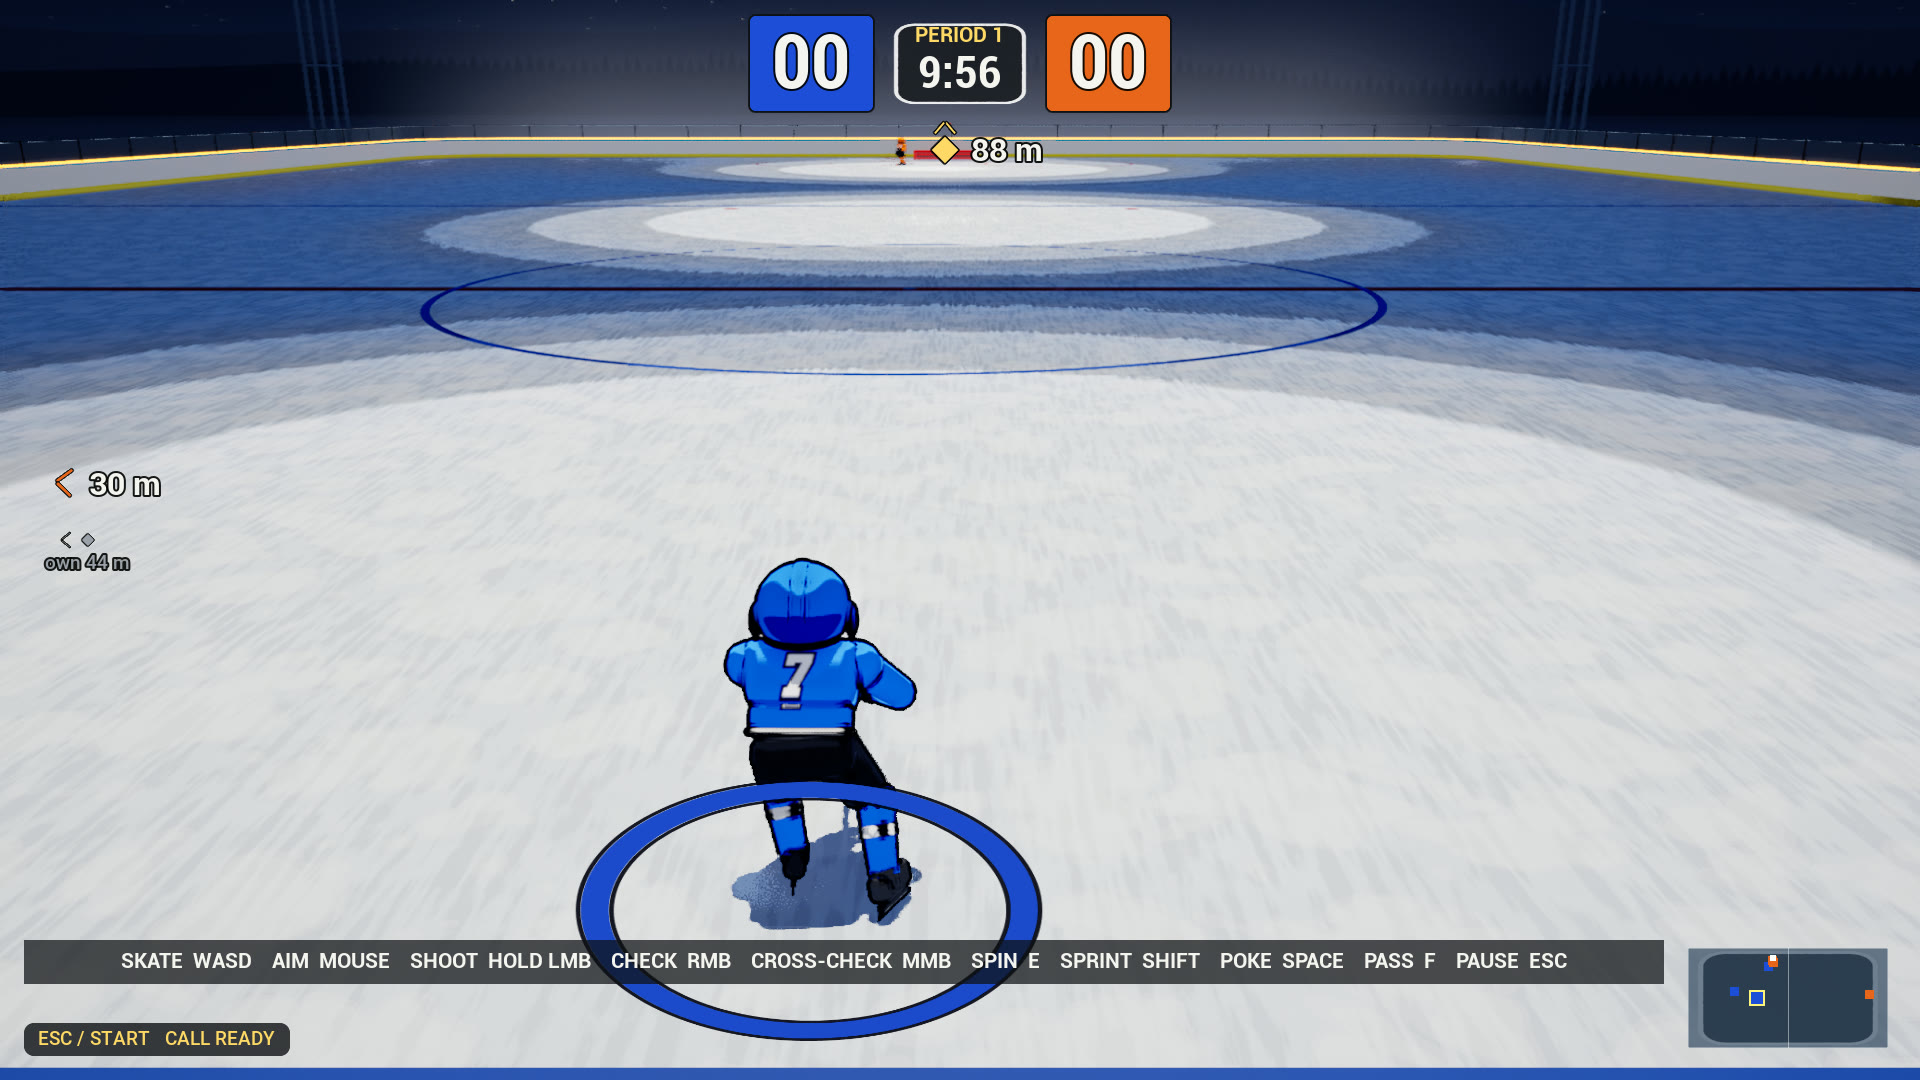 00
PERIOD 1
9:56
00
88 m
30 m
own 44 m
7
SKATE WASD AIM MOUSE SHOOT HOLD LMB CHECK RMB CROSS-CHECK MMB SPIN E SPRINT SHIFT POKE SPACE PASS F PAUSE ESC
ESC / START CALL READY